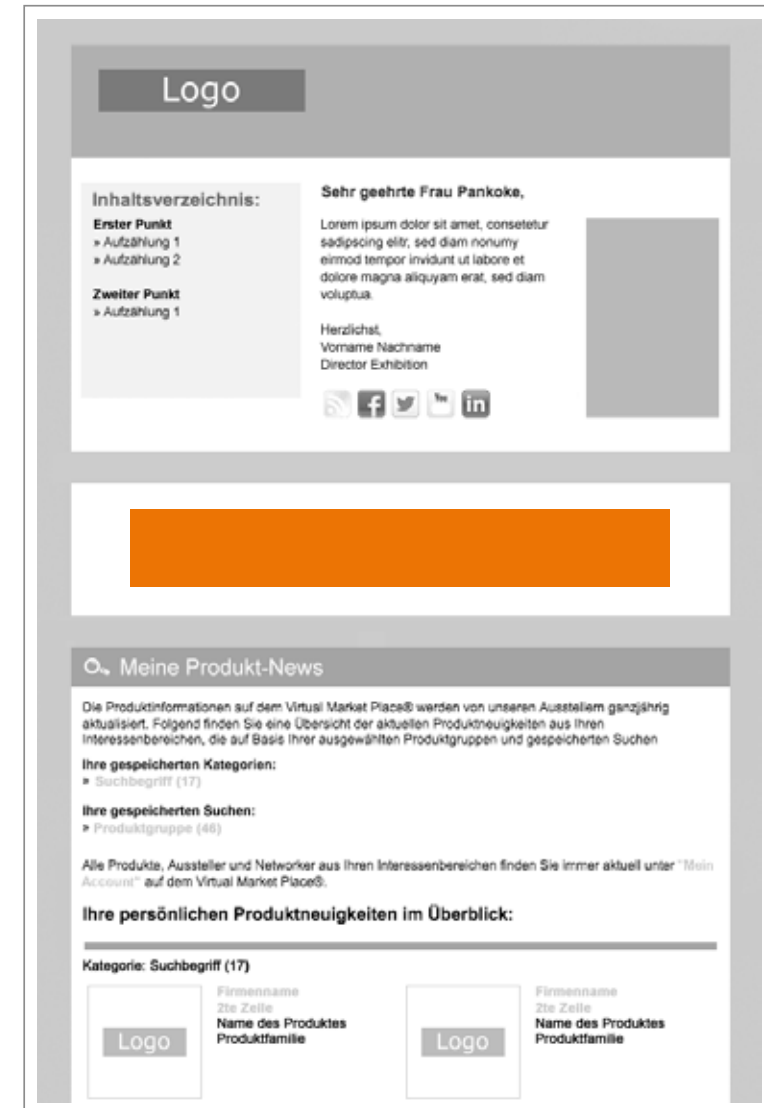 Logo
Inhaltsverzeichnis:
Erster Punkt
» Aufzählung 1
» Aufzählung 2
Zweiter Punkt
» Aufzählung 1
Sehr geehrte Frau Pankoke,
Lorem ipsum dolor sit amet, consetetur
sadipscing elitr, sed diam nonumy
eirmod tempor invidunt ut labore et
dolore magna aliquyam erat, sed diam
voluptua.
Herzlichst,
Vorname Nachname
Director Exhibition
f
You
in
Meine Produkt-News
Die Produktinformationen auf dem Virtual Market Place® werden von unseren Ausstellern ganzjährig
aktualisiert. Folgend finden Sie eine Übersicht der aktuellen Produktneuigkeiten aus Ihren
Interessenbereichen, die auf Basis Ihrer ausgewählten Produktgruppen und gespeicherten Suchen
Ihre gespeicherten Kategorien:
» Suchbegriff (17)
Ihre gespeicherten Suchen:
» Produktgruppe (46)
Alle Produkte, Aussteller und Networker aus Ihren Interessenbereichen finden Sie immer aktuell unter "Mein
Account" auf dem Virtual Market Place®.
Ihre persönlichen Produktneuigkeiten im Überblick:
Kategorie: Suchbegriff (17)
Logo
Firmenname
2te Zeile
Name des Produktes
Produktfamilie
Logo
Firmenname
2te Zeile
Name des Produktes
Produktfamilie